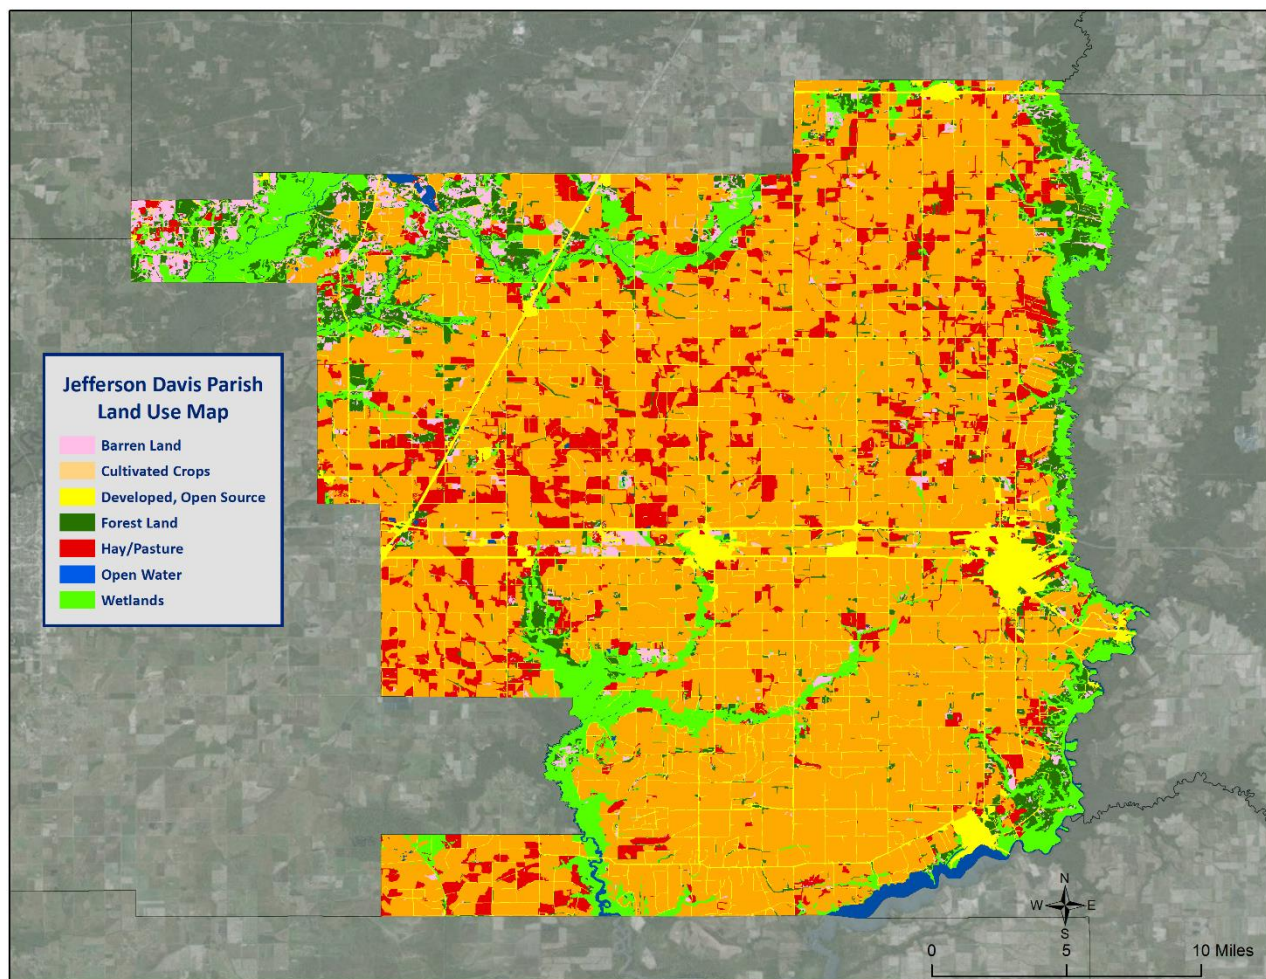 Jefferson Davis Parish
Land Use Map
Barren Land
Cultivated Crops
Developed, Open Source
Forest Land
Hay/Pasture
Open Water
Wetlands
N
W E
S
0 5 10 Miles